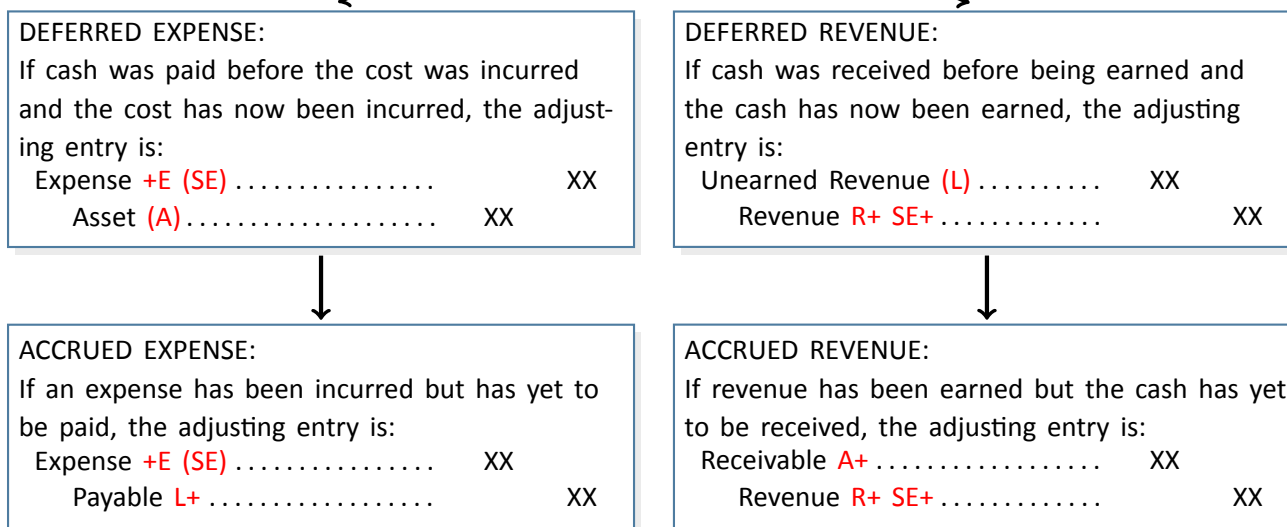 DEFERRED EXPENSE:
If cash was paid before the cost was incurred
and the cost has now been incurred, the adjust-
ing entry is:
Expense +E (SE) ................ XX
Asset (A) ..................... XX
ACCRUED EXPENSE:
If an expense has been incurred but has yet to
be paid, the adjusting entry is:
Expense +E (SE) ................ XX
Payable L+ ................... XX
DEFERRED REVENUE:
If cash was received before being earned and
the cash has now been earned, the adjusting
entry is:
Unearned Revenue (L) .......... XX
Revenue R+ SE+ ............. XX
ACCRUED REVENUE:
If revenue has been earned but the cash has yet
to be received, the adjusting entry is:
Receivable A+ ................... XX
Revenue R+ SE+ ............. XX